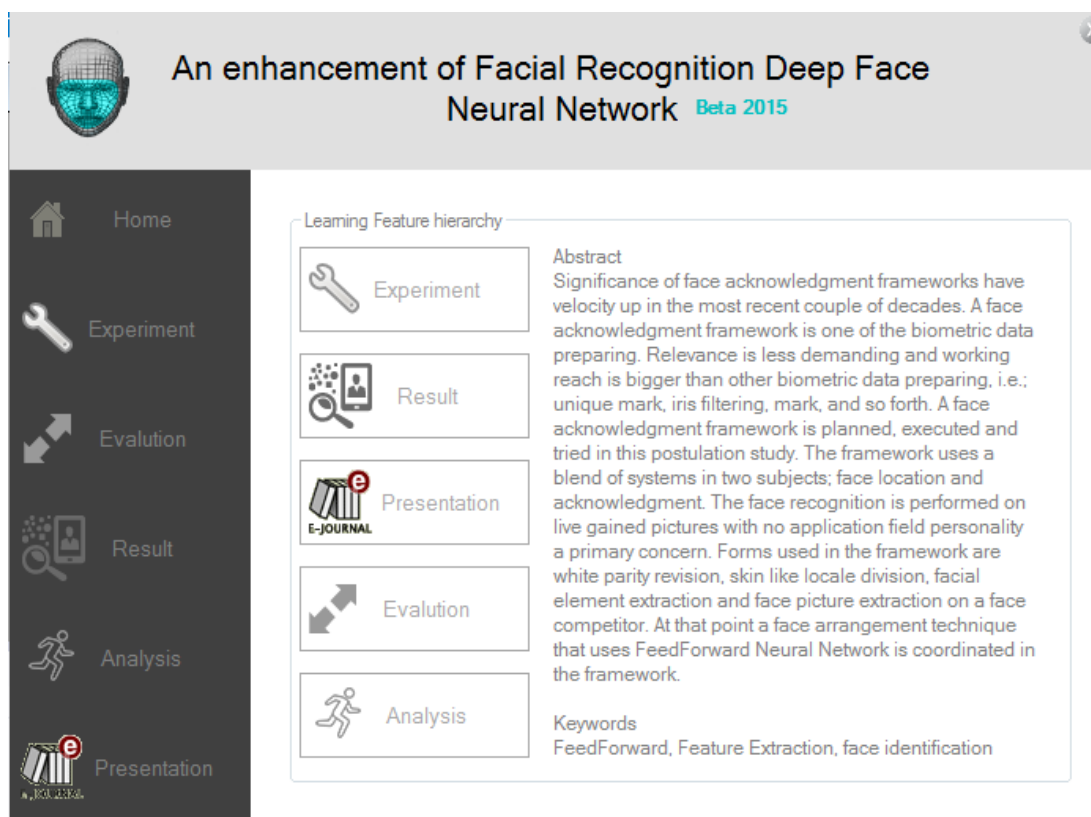 An enhancement of Facial Recognition Deep Face
Neural Network Beta 2015
Home
Experiment
Evalution
Result
Analysis
Presentation
Learning Feature hierarchy
Experiment
Result
E-JOURNAL
Presentation
Evalution
Analysis
Abstract
Significance of face acknowledgment frameworks have
velocity up in the most recent couple of decades. A face
acknowledgment framework is one of the biometric data
preparing. Relevance is less demanding and working
reach is bigger than other biometric data preparing, i.e.;
unique mark, iris filtering, mark, and so forth. A face
acknowledgment framework is planned, executed and
tried in this postulation study. The framework uses a
blend of systems in two subjects; face location and
acknowledgment. The face recognition is performed on
live gained pictures with no application field personality
a primary concern. Forms used in the framework are
white parity revision, skin like locale division, facial
element extraction and face picture extraction on a face
competitor. At that point a face arrangement technique
that uses FeedForward Neural Network is coordinated in
the framework.
Keywords
FeedForward, Feature Extraction, face identification